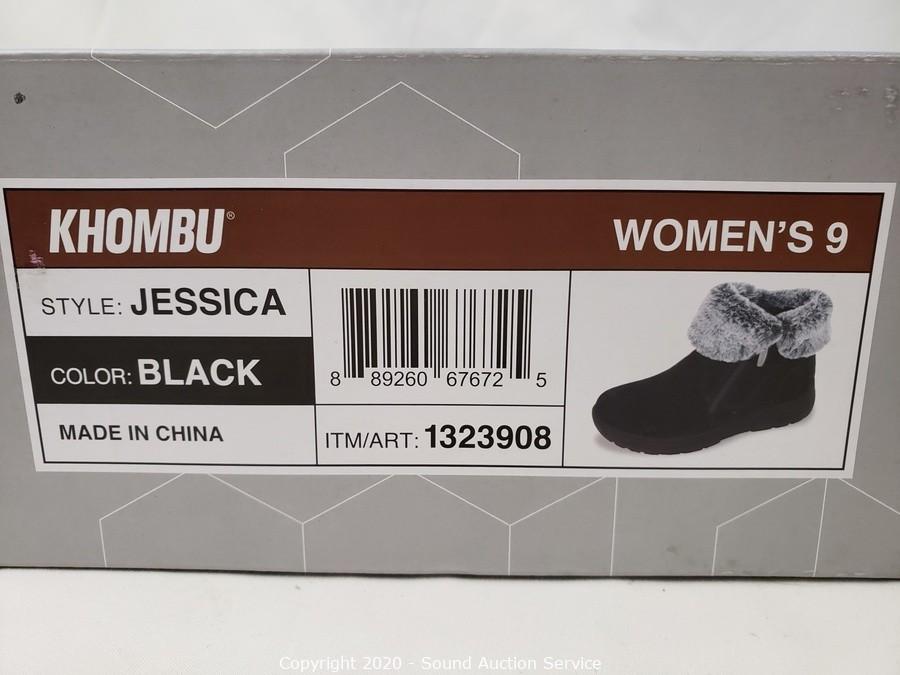 KHOMBU®
WOMEN'S 9
STYLE: JESSICA
COLOR: BLACK
MADE IN CHINA
8 89260 67672 5
ITM/ART: 1323908
Copyright 2020 - Sound Auction Service